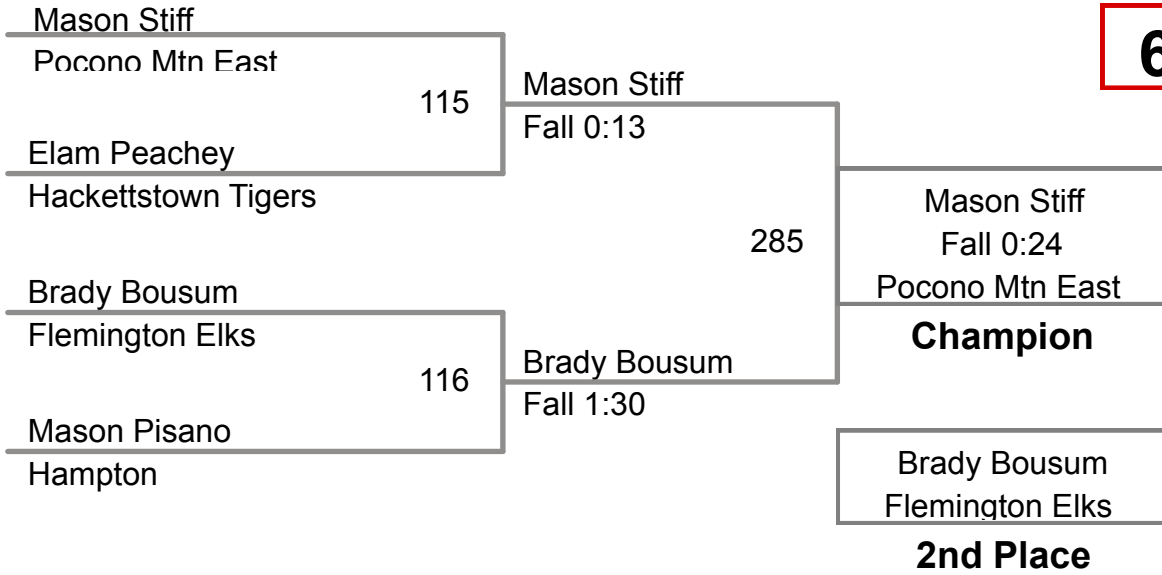 Mason Stiff
Pocono Mtn East
115
Elam Peachey
Hackettstown Tigers
Brady Bousum
Flemington Elks
116
Mason Pisano
Hampton
Mason Stiff
Fall 0:13
285
Brady Bousum
Fall 1:30
6
Mason Stiff
Fall 0:24
Pocono Mtn East
Champion
Brady Bousum
Flemington Elks
2nd Place